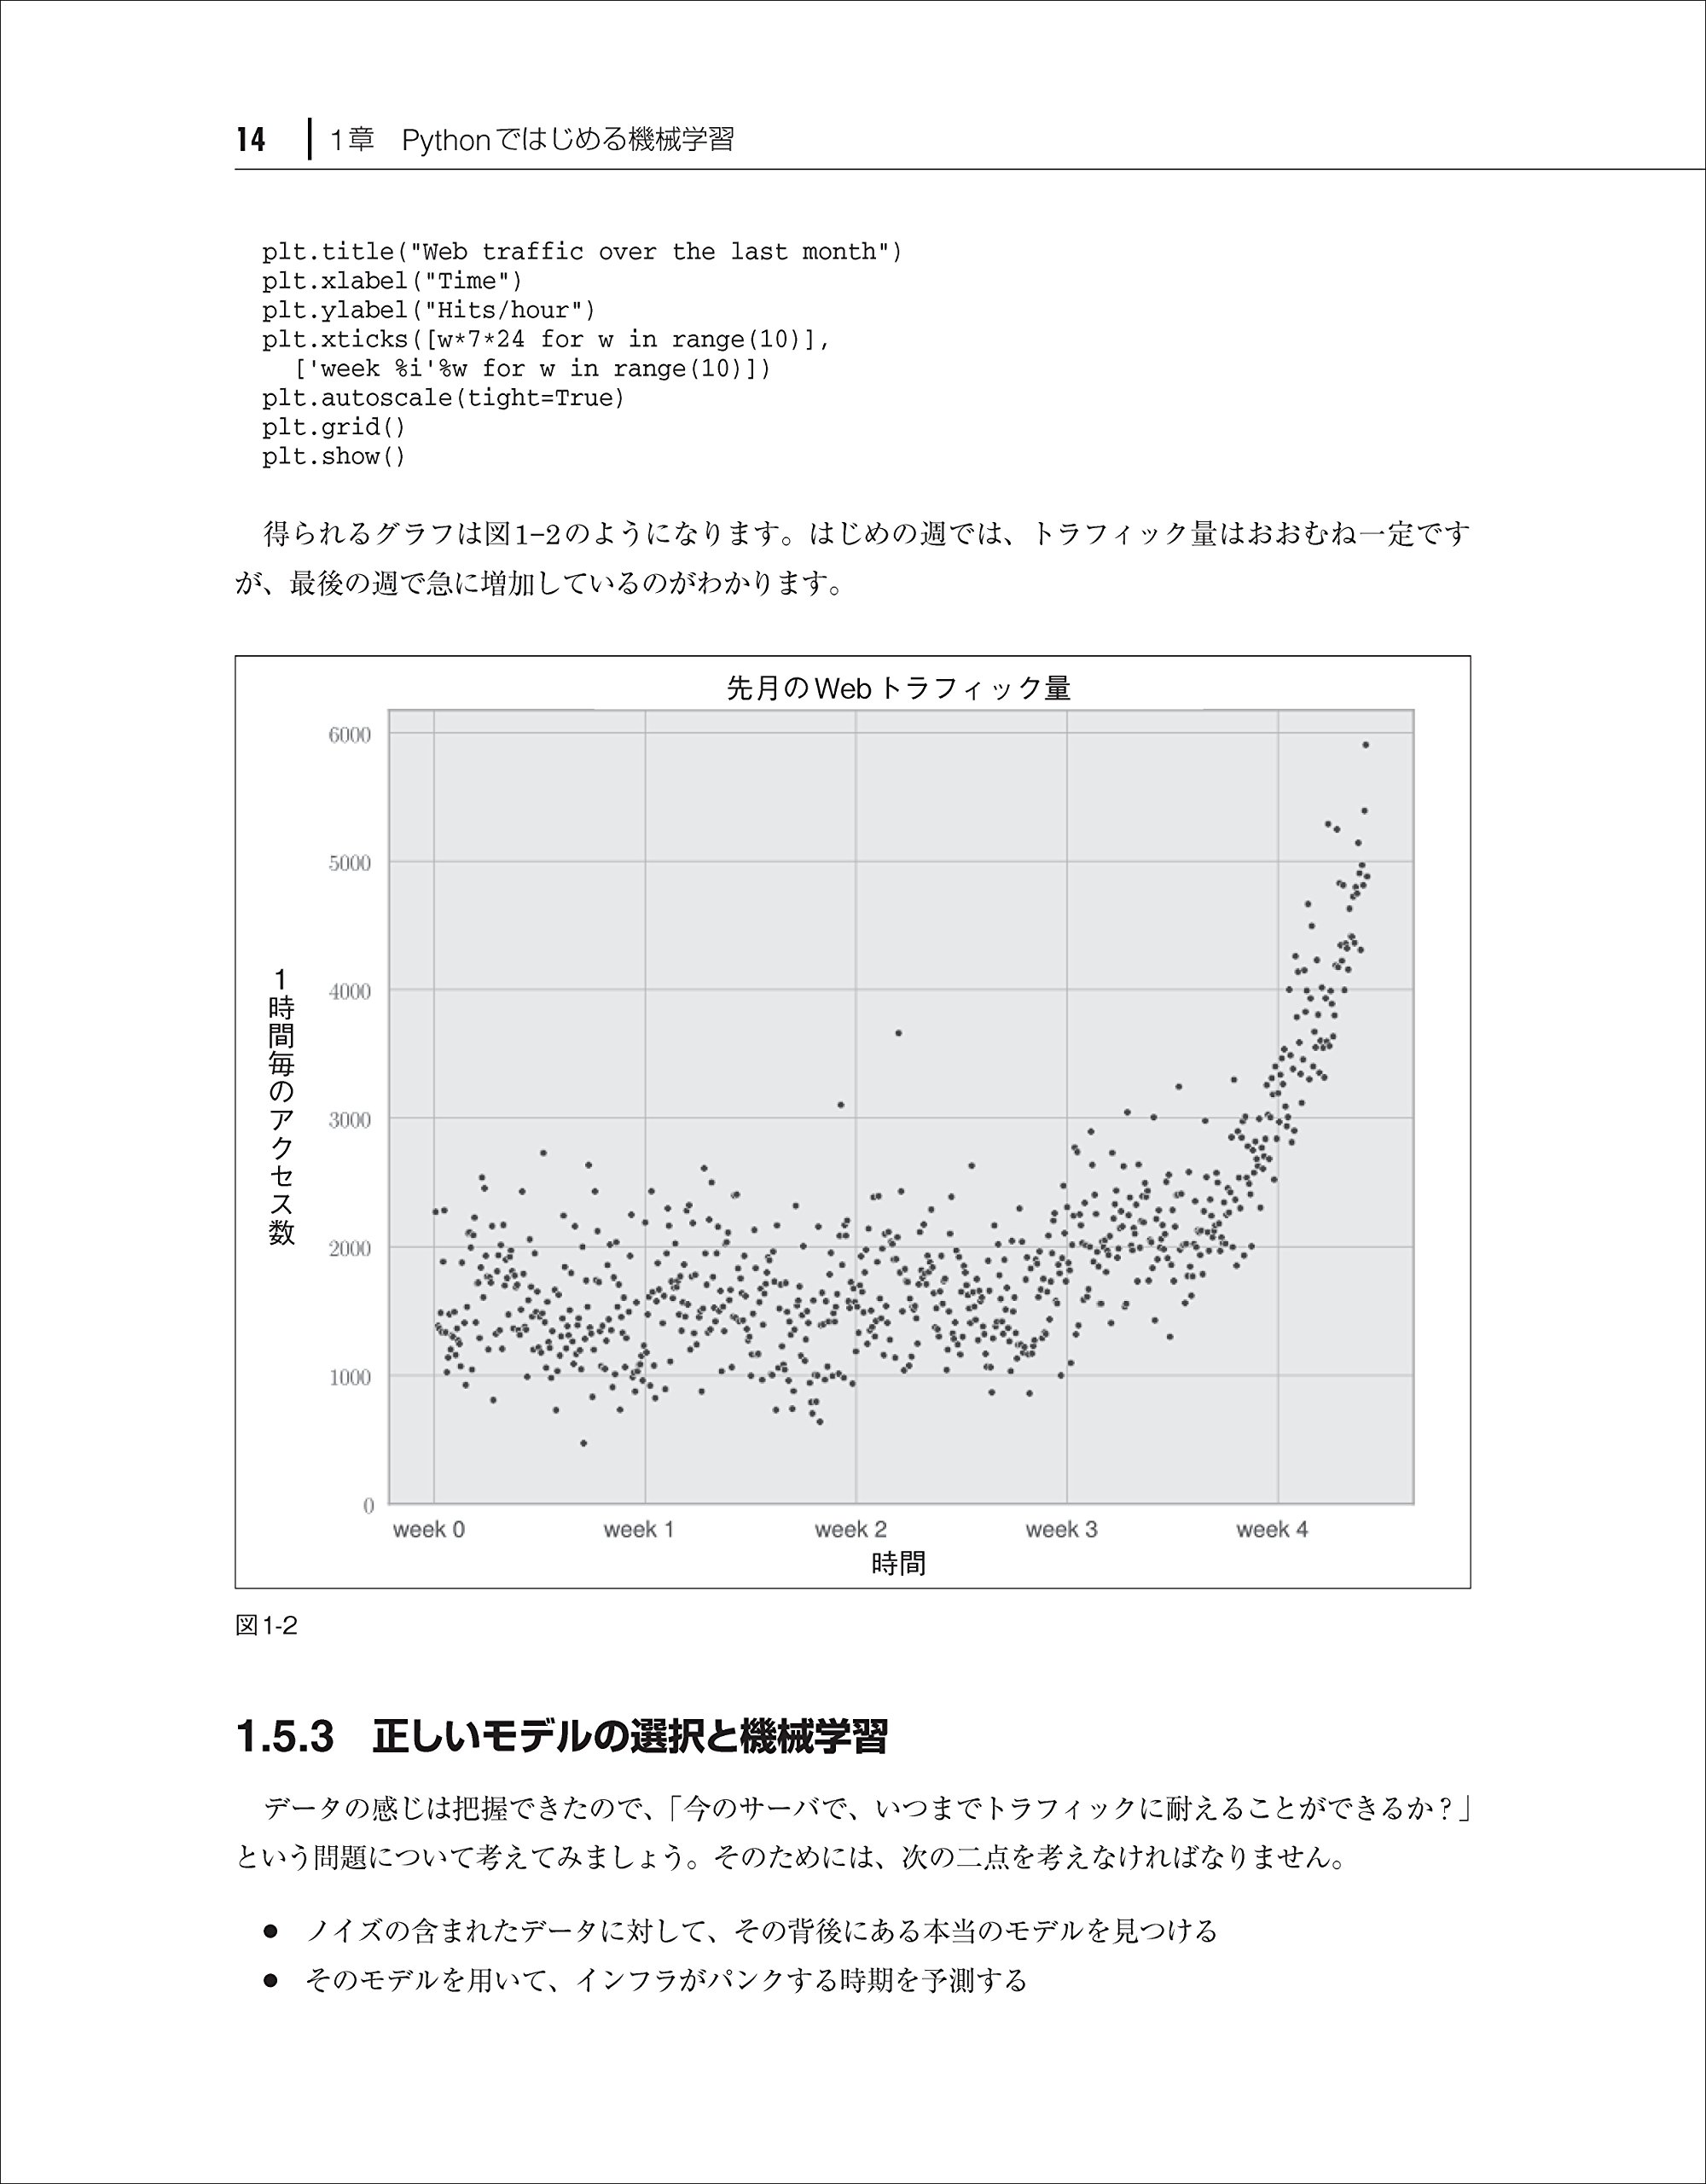 14 1章 Pythonではじめる機械学習
plt.title("Web traffic over the last month")
plt.xlabel("Time")
plt.ylabel("Hits/hour")
plt.xticks([w*7*24 for w in range(10)],
['week %i'%w for w in range(10)])
plt.autoscale(tight=True)
plt.grid()
plt.show()
得られるグラフは図1-2のようになります。はじめの週では、トラフィック量はおおむね一定です
が、最後の週で急に増加しているのがわかります。
先月のWebトラフィック量
6000
5000
4000
3000
2000
1000
0
1時間毎のアクセス数
week 0 week 1 week 2 week 3 week 4
時間
図1-2
1.5.3 正しいモデルの選択と機械学習
データの感じは把握できたので、「今のサーバで、いつまでトラフィックに耐えることができるか？」
という問題について考えてみましょう。そのためには、次の二点を考えなければなりません。
● ノイズの含まれたデータに対して、その背後にある本当のモデルを見つける
● そのモデルを用いて、インフラがパンクする時期を予測する